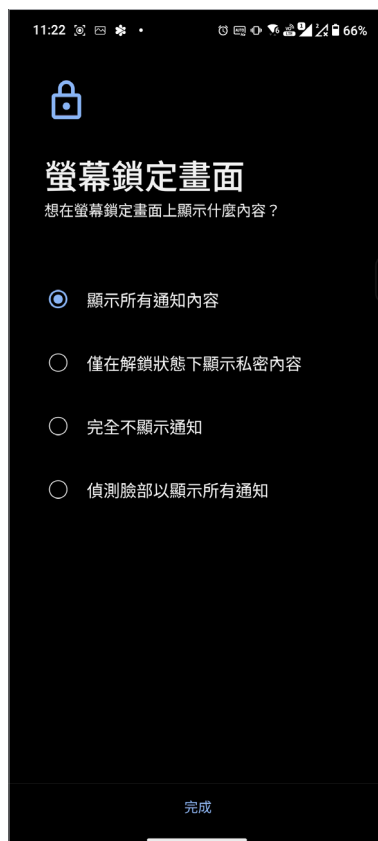 11:22 66%
螢幕鎖定畫面
想在螢幕鎖定畫面上顯示什麼內容？
顯示所有通知內容
僅在解鎖狀態下顯示私密內容
完全不顯示通知
偵測臉部以顯示所有通知
完成